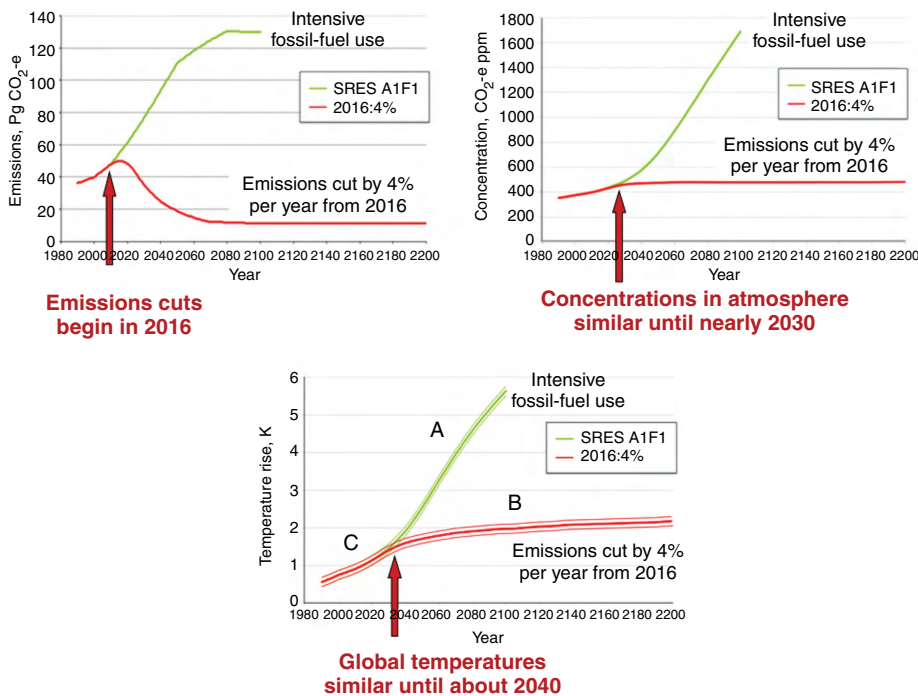 140
120
100
80
60
40
20
0
Emissions, Pg CO₂-e
Intensive
fossil-fuel use
SRES A1F1
2016:4%
Emissions cut by 4%
per year from 2016
1980 2000 2020 2040 2060 2080 2100 2120 2140 2160 2180 2200
Year
Emissions cuts
begin in 2016
1800
1600
1400
1200
1000
800
600
400
200
0
Concentration, CO₂-e ppm
Intensive
fossil-fuel use
SRES A1F1
2016:4%
Emissions cut by 4%
per year from 2016
1980 2000 2020 2040 2060 2080 2100 2120 2140 2160 2180 2200
Year
Concentrations in atmosphere
similar until nearly 2030
6
5
4
3
2
1
0
Temperature rise, K
Intensive
fossil-fuel use
A
SRES A1F1
2016:4%
B
C
Emissions cut by 4%
per year from 2016
1980 2000 2020 2040 2060 2080 2100 2120 2140 2160 2180 2200
Year
Global temperatures
similar until about 2040